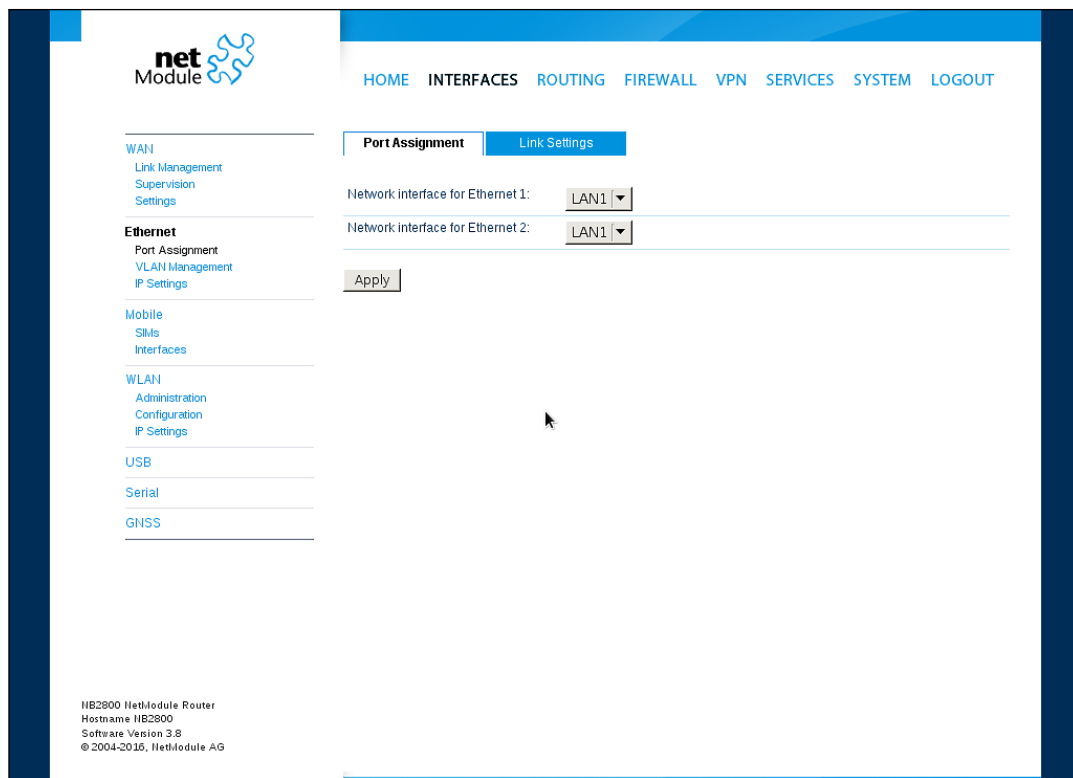 net
Module
HOME INTERFACES ROUTING FIREWALL VPN SERVICES SYSTEM LOGOUT
WAN
Link Management
Supervision
Settings
Ethernet
Port Assignment
VLAN Management
IP Settings
Mobile
SIMs
Interfaces
WLAN
Administration
Configuration
IP Settings
USB
Serial
GNSS
Port Assignment Link Settings
Network interface for Ethernet 1: LAN1
Network interface for Ethernet 2: LAN1
Apply
NB2800 NetModule Router
Hostname NB2800
Software Version 3.8
© 2004-2016, NetModule AG